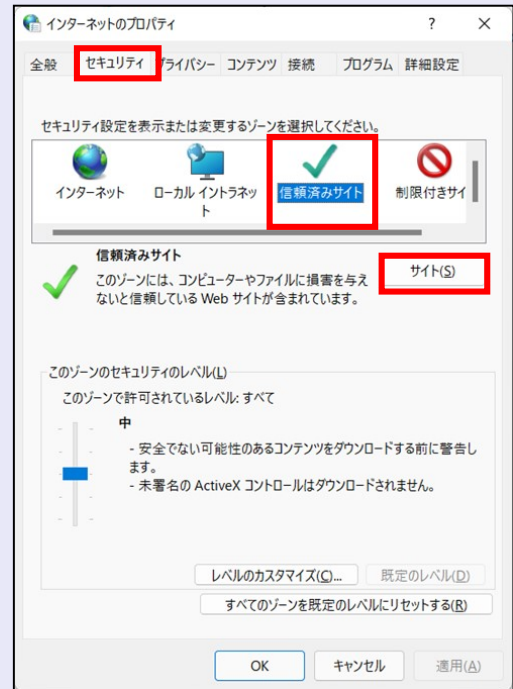 インターネットのプロパティ
?
×
全般
セキュリティ
プライバシー
コンテンツ
接続
プログラム
詳細設定
セキュリティ設定を表示または変更するゾーンを選択してください。
インターネット
ローカル イントラネッ
ト
信頼済みサイト
制限付きサイ
信頼済みサイト
このゾーンには、コンピューターやファイルに損害を与え
ないと信頼している Web サイトが含まれています。
サイト(S)
このゾーンのセキュリティのレベル(L)
このゾーンで許可されているレベル: すべて
中
- 安全でない可能性のあるコンテンツをダウンロードする前に警告し
ます。
- 未署名の ActiveX コントロールはダウンロードされません。
レベルのカスタマイズ(C)...
既定のレベル(D)
すべてのゾーンを既定のレベルにリセットする(R)
OK
キャンセル
適用(A)